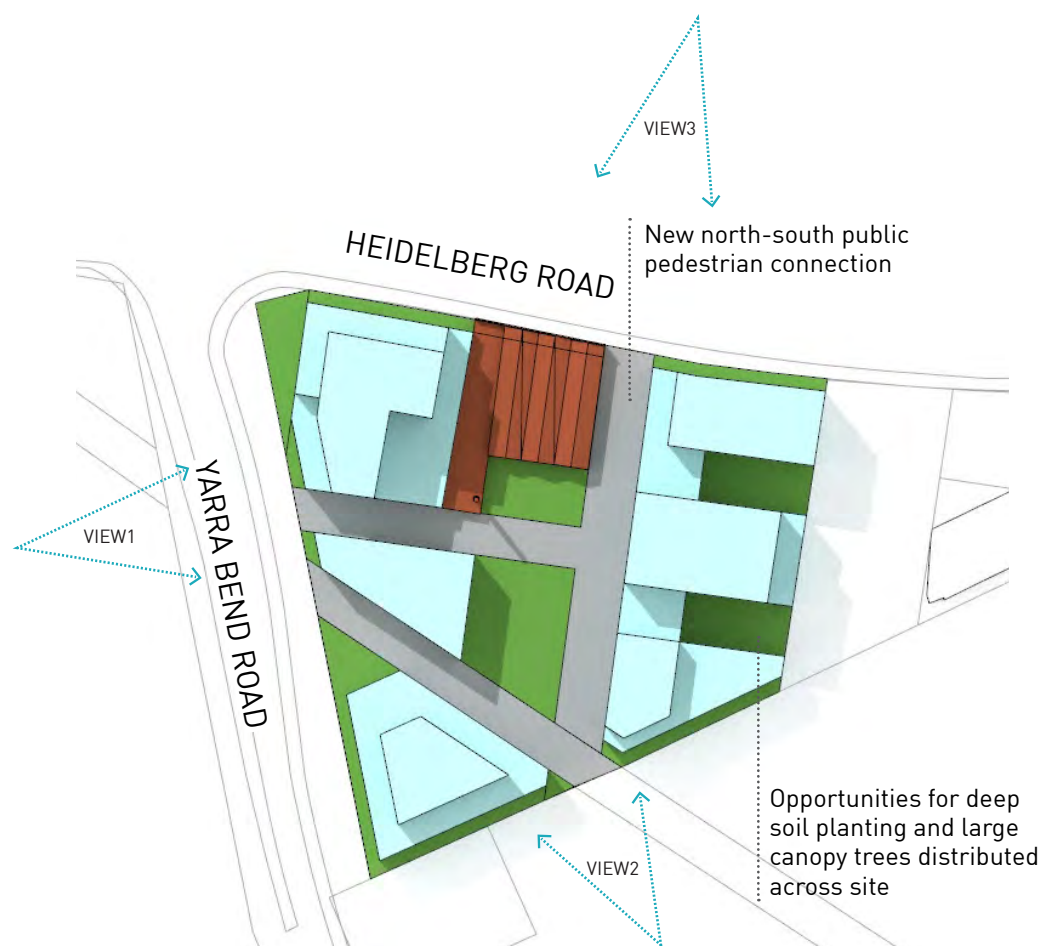 VIEW3
New north-south public
pedestrian connection
HEIDELBERG ROAD
YARRA BEND ROAD
VIEW1
Opportunities for deep
soil planting and large
canopy trees distributed
across site
VIEW2